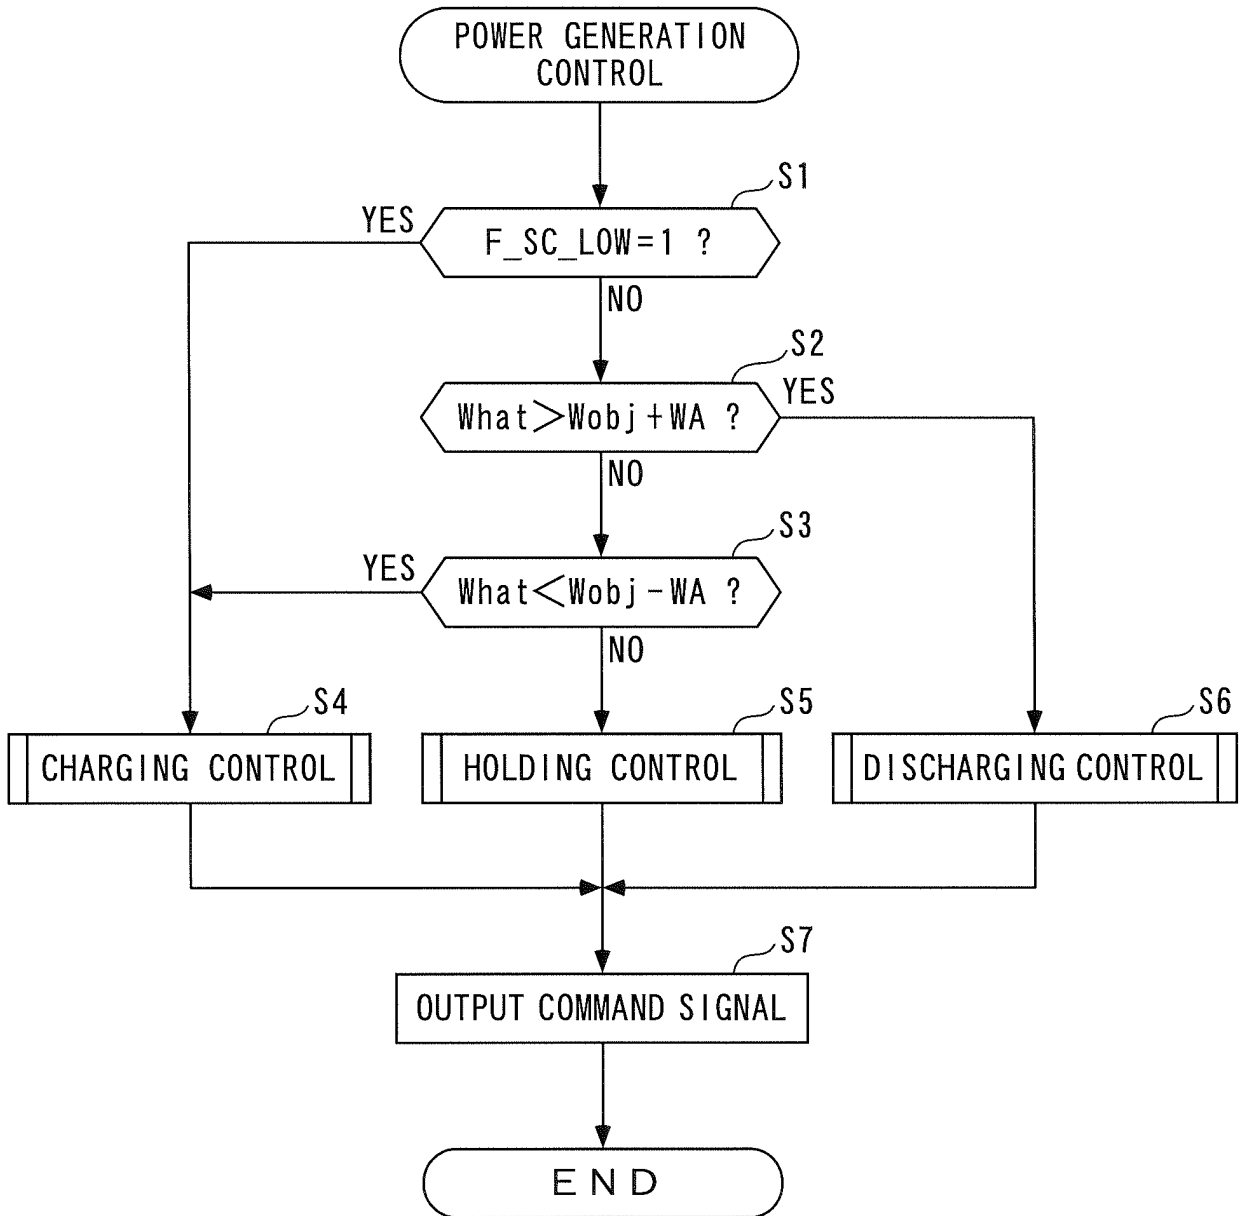 POWER GENERATION
CONTROL
S1
YES
F_SC_LOW=1 ?
NO
S2
YES
What>Wobj+WA ?
NO
S3
YES
What<Wobj-WA ?
NO
S4
S5
S6
CHARGING CONTROL
HOLDING CONTROL
DISCHARGING CONTROL
S7
OUTPUT COMMAND SIGNAL
END